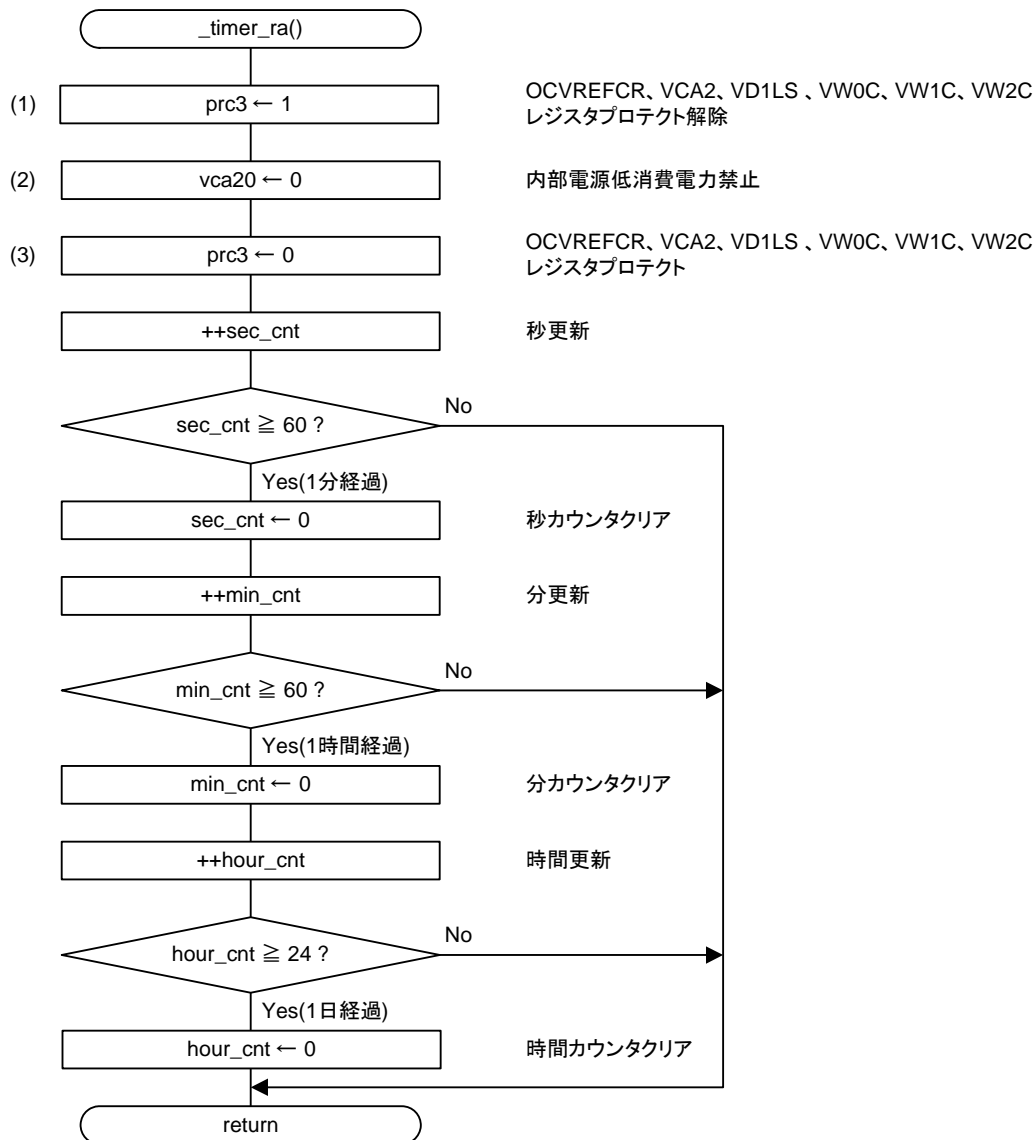 _timer_ra()
(1)
prc3 ← 1
OCVREFCR、VCA2、VD1LS 、VW0C、VW1C、VW2C
レジスタプロテクト解除
(2)
vca20 ← 0
内部電源低消費電力禁止
(3)
prc3 ← 0
OCVREFCR、VCA2、VD1LS 、VW0C、VW1C、VW2C
レジスタプロテクト
++sec_cnt
秒更新
sec_cnt ≧ 60 ?
No
Yes(1分経過)
sec_cnt ← 0
秒カウンタクリア
++min_cnt
分更新
min_cnt ≧ 60 ?
No
Yes(1時間経過)
min_cnt ← 0
分カウンタクリア
++hour_cnt
時間更新
hour_cnt ≧ 24 ?
No
Yes(1日経過)
hour_cnt ← 0
時間カウンタクリア
return